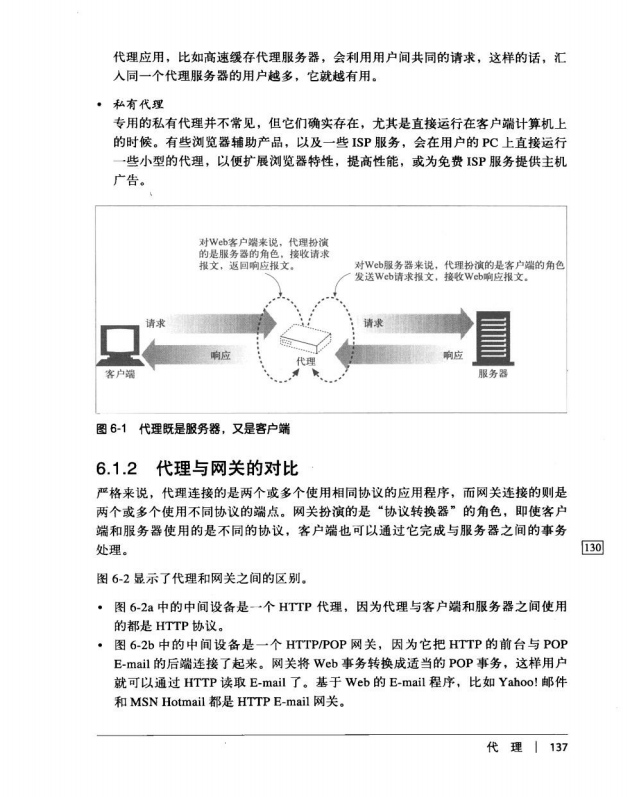 代理应用，比如高速缓存代理服务器，会利用用户间共同的请求，这样的话，汇
入同一个代理服务器的用户越多，它就越有用。
• 私有代理
专用的私有代理并不常见，但它们确实存在，尤其是直接运行在客户端计算机上
的时候。有些浏览器辅助产品，以及一些 ISP 服务，会在用户的 PC 上直接运行
一些小型的代理，以便扩展浏览器特性，提高性能，或为免费 ISP 服务提供主机
广告。
对Web客户端来说，代理扮演
的是服务器的角色，接收请求
报文，返回响应报文。
对Web服务器来说，代理扮演的是客户端的角色
发送Web请求报文，接收Web响应报文。
请求
请求
响应
响应
代理
客户端
服务器
图 6-1 代理既是服务器，又是客户端
6.1.2 代理与网关的对比
严格来说，代理连接的是两个或多个使用相同协议的应用程序，而网关连接的则是
两个或多个使用不同协议的端点。网关扮演的是“协议转换器”的角色，即使客户
端和服务器使用的是不同的协议，客户端也可以通过它完成与服务器之间的事务
处理。
130
图 6-2 显示了代理和网关之间的区别。
• 图 6-2a 中的中间设备是一个 HTTP 代理，因为代理与客户端和服务器之间使用
的都是 HTTP 协议。
• 图 6-2b 中的中间设备是一个 HTTP/POP 网关，因为它把 HTTP 的前台与 POP
E-mail 的后端连接了起来。网关将 Web 事务转换成适当的 POP 事务，这样用户
就可以通过 HTTP 读取 E-mail 了。基于 Web 的 E-mail 程序，比如 Yahoo! 邮件
和 MSN Hotmail 都是 HTTP E-mail 网关。
代 理 | 137